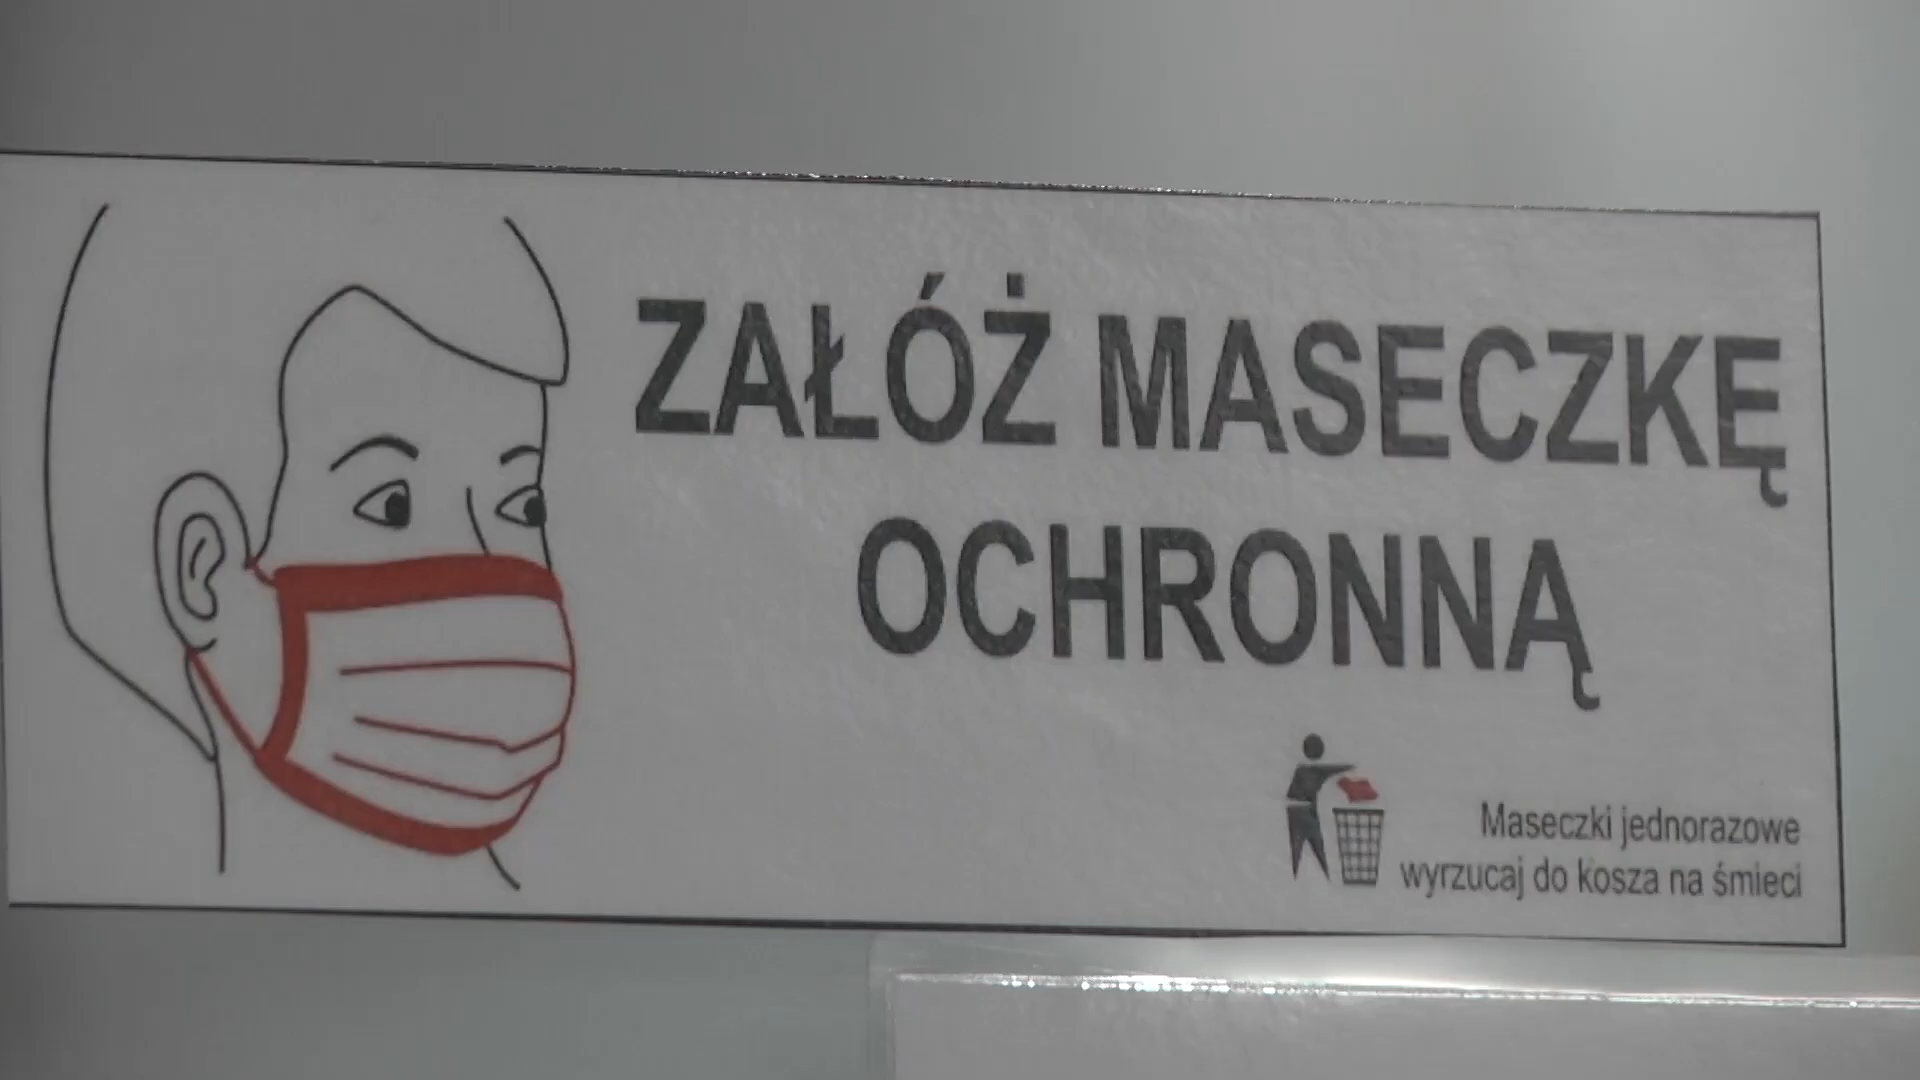 ZAŁÓŻ MASECZKĘ
OCHRONNĄ
Maseczki jednorazowe
wyrzucaj do kosza na śmieci